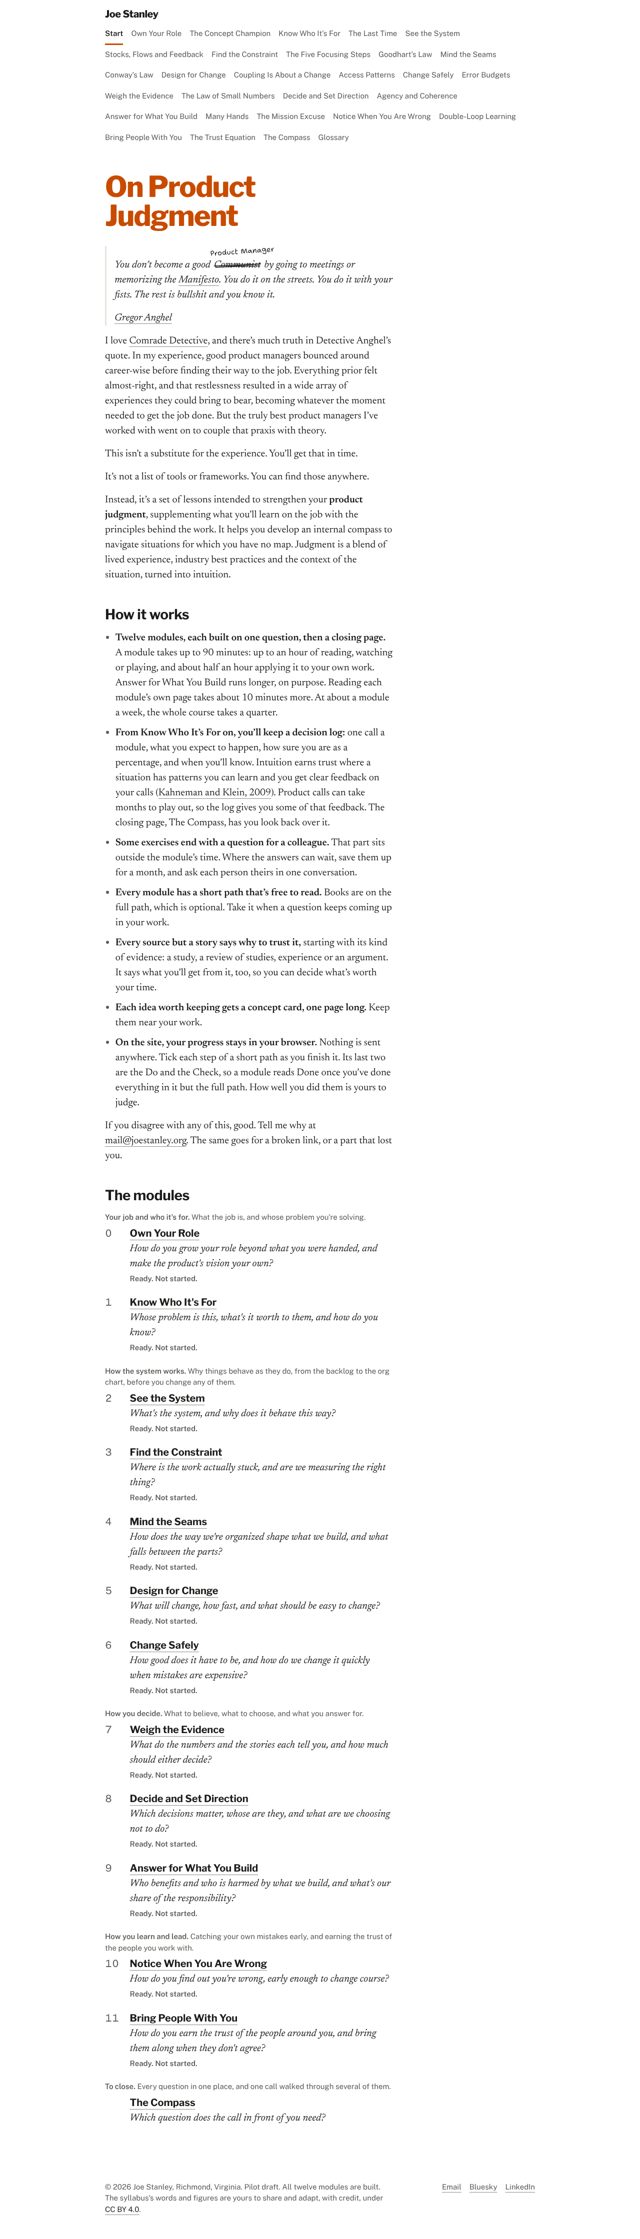 Joe Stanley
Start Own Your Role The Concept Champion Know Who It's For The Last Time See the System
Stocks, Flows and Feedback Find the Constraint The Five Focusing Steps Goodhart's Law Mind the Seams
Conway's Law Design for Change Coupling Is About a Change Access Patterns Change Safely Error Budgets
Weigh the Evidence The Law of Small Numbers Decide and Set Direction Agency and Coherence
Answer for What You Build Many Hands The Mission Excuse Notice When You Are Wrong Double-Loop Learning
Bring People With You The Trust Equation The Compass Glossary
On Product
Judgment
Product Manager
You don't become a good Communist by going to meetings or
memorizing the Manifesto. You do it on the streets. You do it with your
fists. The rest is bullshit and you know it.
Gregor Anghel
I love Comrade Detective, and there's much truth in Detective Anghel's
quote. In my experience, good product managers bounced around
career-wise before finding their way to the job. Everything prior felt
almost-right, and that restlessness resulted in a wide array of
experiences they could bring to bear, becoming whatever the moment
needed to get the job done. But the truly best product managers I've
worked with went on to couple that praxis with theory.
This isn't a substitute for the experience. You'll get that in time.
It's not a list of tools or frameworks. You can find those anywhere.
Instead, it's a set of lessons intended to strengthen your product
judgment, supplementing what you'll learn on the job with the
principles behind the work. It helps you develop an internal compass to
navigate situations for which you have no map. Judgment is a blend of
lived experience, industry best practices and the context of the
situation, turned into intuition.
How it works
• Twelve modules, each built on one question, then a closing page.
A module takes up to 90 minutes: up to an hour of reading, watching
or playing, and about half an hour applying it to your own work.
Answer for What You Build runs longer, on purpose. Reading each
module's own page takes about 10 minutes more. At about a module
a week, the whole course takes a quarter.
• From Know Who It's For on, you'll keep a decision log: one call a
module, what you expect to happen, how sure you are as a
percentage, and when you'll know. Intuition earns trust where a
situation has patterns you can learn and you get clear feedback on
your calls (Kahneman and Klein, 2009). Product calls can take
months to play out, so the log gives you some of that feedback. The
closing page, The Compass, has you look back over it.
• Some exercises end with a question for a colleague. That part sits
outside the module's time. Where the answers can wait, save them up
for a month, and ask each person theirs in one conversation.
• Every module has a short path that's free to read. Books are on the
full path, which is optional. Take it when a question keeps coming up
in your work.
• Every source but a story says why to trust it, starting with its kind
of evidence: a study, a review of studies, experience or an argument.
It says what you'll get from it, too, so you can decide what's worth
your time.
• Each idea worth keeping gets a concept card, one page long. Keep
them near your work.
• On the site, your progress stays in your browser. Nothing is sent
anywhere. Tick each step of a short path as you finish it. Its last two
are the Do and the Check, so a module reads Done once you've done
everything in it but the full path. How well you did them is yours to
judge.
If you disagree with any of this, good. Tell me why at
mail@joestanley.org. The same goes for a broken link, or a part that lost
you.
The modules
Your job and who it's for. What the job is, and whose problem you're solving.
0 Own Your Role
How do you grow your role beyond what you were handed, and
make the product's vision your own?
Ready. Not started.
1 Know Who It's For
Whose problem is this, what's it worth to them, and how do you
know?
Ready. Not started.
How the system works. Why things behave as they do, from the backlog to the org
chart, before you change any of them.
2 See the System
What's the system, and why does it behave this way?
Ready. Not started.
3 Find the Constraint
Where is the work actually stuck, and are we measuring the right
thing?
Ready. Not started.
4 Mind the Seams
How does the way we're organized shape what we build, and what
falls between the parts?
Ready. Not started.
5 Design for Change
What will change, how fast, and what should be easy to change?
Ready. Not started.
6 Change Safely
How good does it have to be, and how do we change it quickly
when mistakes are expensive?
Ready. Not started.
How you decide. What to believe, what to choose, and what you answer for.
7 Weigh the Evidence
What do the numbers and the stories each tell you, and how much
should either decide?
Ready. Not started.
8 Decide and Set Direction
Which decisions matter, whose are they, and what are we choosing
not to do?
Ready. Not started.
9 Answer for What You Build
Who benefits and who is harmed by what we build, and what's our
share of the responsibility?
Ready. Not started.
How you learn and lead. Catching your own mistakes early, and earning the trust of
the people you work with.
10 Notice When You Are Wrong
How do you find out you're wrong, early enough to change course?
Ready. Not started.
11 Bring People With You
How do you earn the trust of the people around you, and bring
them along when they don't agree?
Ready. Not started.
To close. Every question in one place, and one call walked through several of them.
The Compass
Which question does the call in front of you need?
© 2026 Joe Stanley, Richmond, Virginia. Pilot draft. All twelve modules are built. Email Bluesky LinkedIn
The syllabus's words and figures are yours to share and adapt, with credit, under
CC BY 4.0.